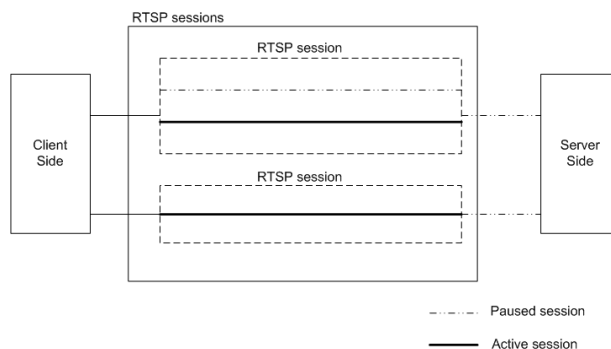 RTSP sessions
RTSP session
Client
Side
Server
Side
RTSP session
Paused session
Active session